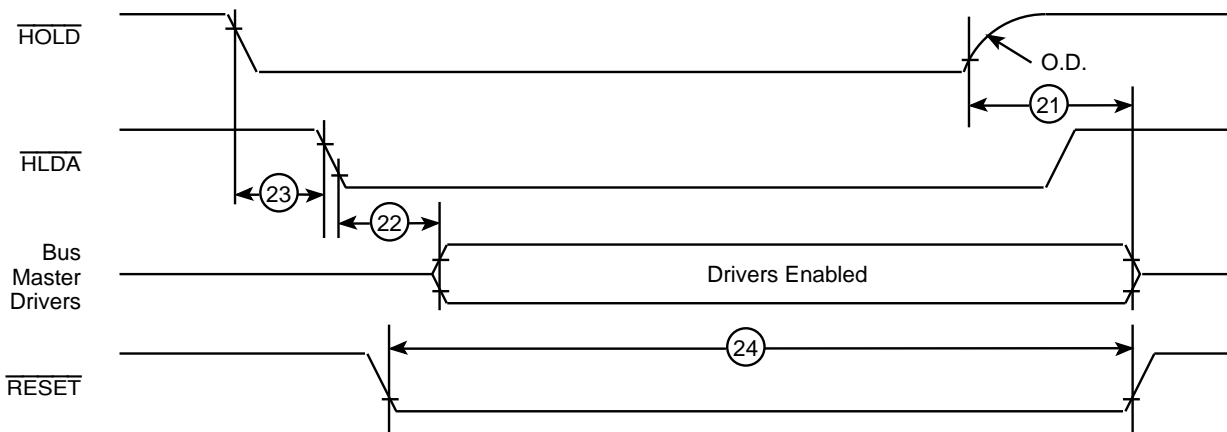 HOLD
O.D.
21
HLDA
23
22
Bus
Master
Drivers
Drivers Enabled
24
RESET